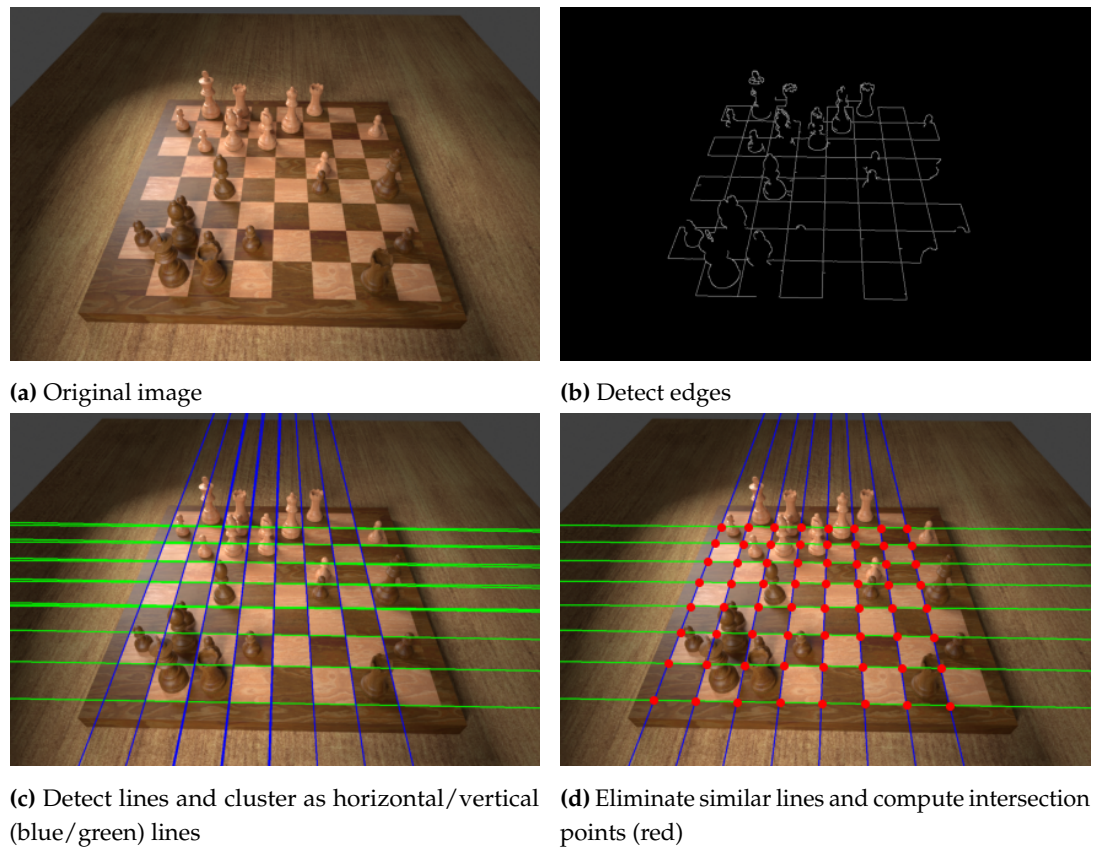 (a) Original image
(b) Detect edges
(c) Detect lines and cluster as horizontal/vertical
(blue/green) lines
(d) Eliminate similar lines and compute intersection
points (red)